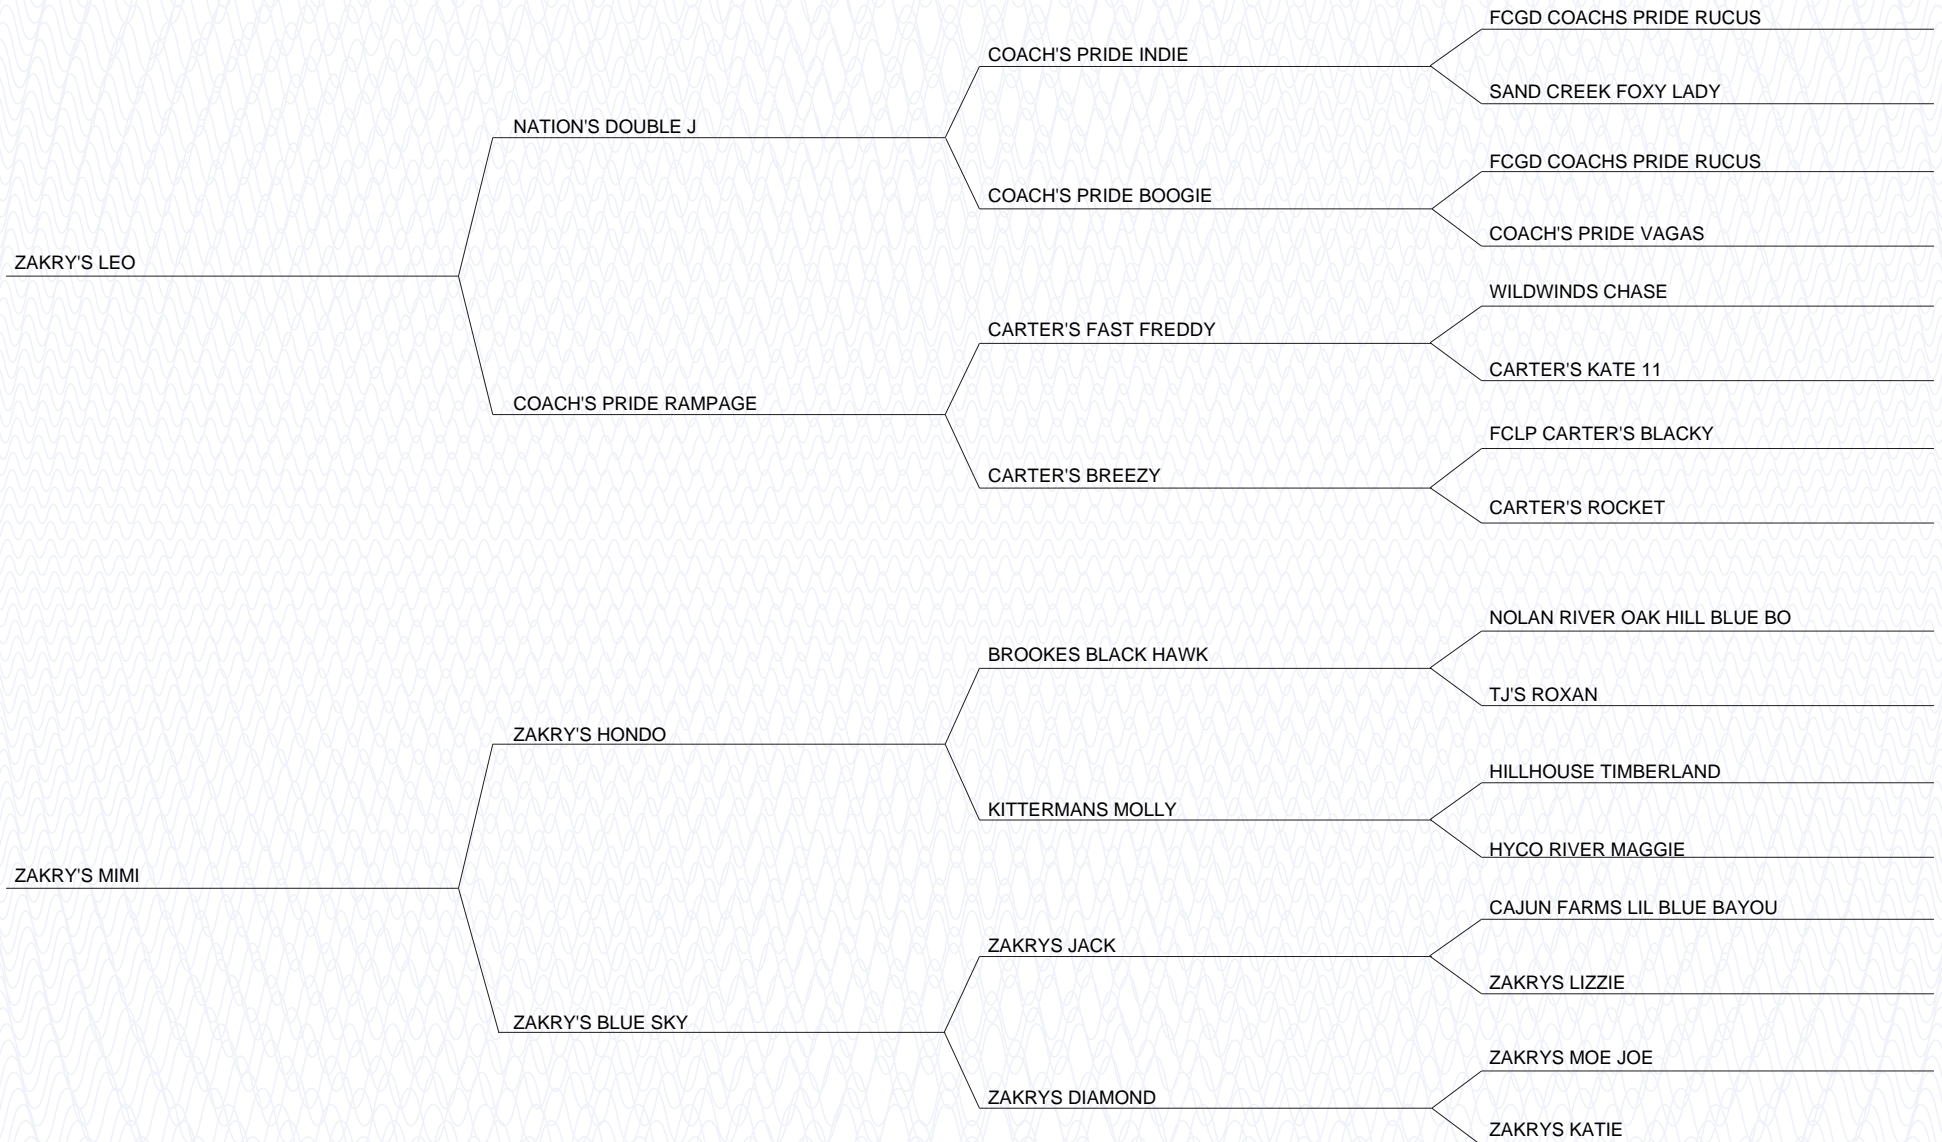 FCGD COACHS PRIDE RUCUS
COACH'S PRIDE INDIE
SAND CREEK FOXY LADY
NATION'S DOUBLE J
FCGD COACHS PRIDE RUCUS
COACH'S PRIDE BOOGIE
COACH'S PRIDE VAGAS
ZAKRY'S LEO
WILDWINDS CHASE
CARTER'S FAST FREDDY
CARTER'S KATE 11
COACH'S PRIDE RAMPAGE
FCLP CARTER'S BLACKY
CARTER'S BREEZY
CARTER'S ROCKET
NOLAN RIVER OAK HILL BLUE BO
BROOKES BLACK HAWK
TJ'S ROXAN
ZAKRY'S HONDO
HILLHOUSE TIMBERLAND
KITTERMANS MOLLY
HYCO RIVER MAGGIE
ZAKRY'S MIMI
CAJUN FARMS LIL BLUE BAYOU
ZAKRYS JACK
ZAKRYS LIZZIE
ZAKRY'S BLUE SKY
ZAKRYS MOE JOE
ZAKRYS DIAMOND
ZAKRYS KATIE